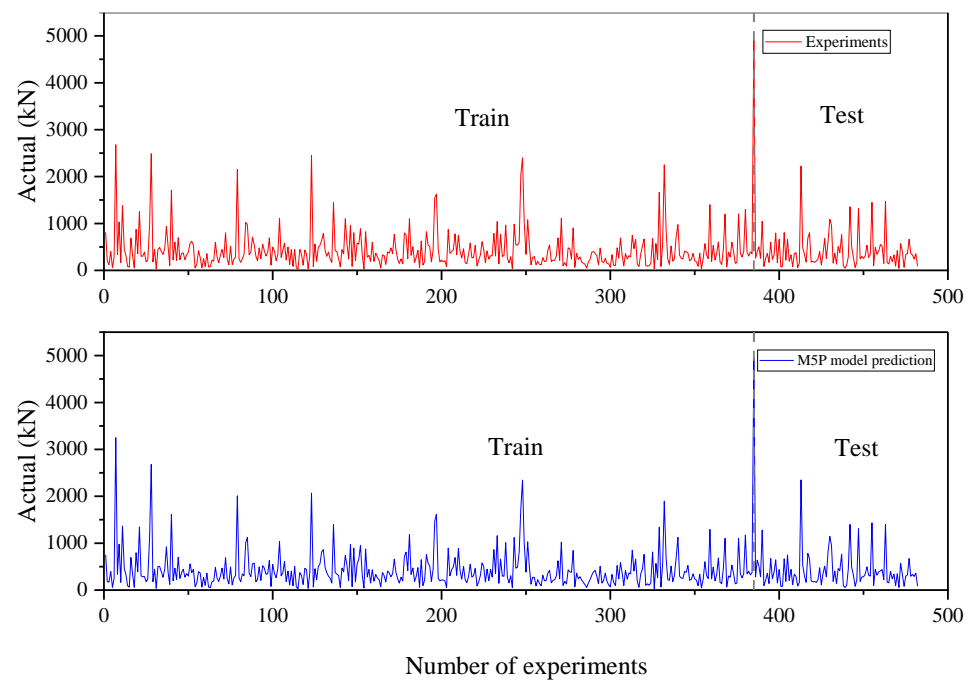 5000
4000
3000
2000
1000
0
Actual (kN)
Experiments
Train
Test
0 100 200 300 400 500
5000
4000
3000
2000
1000
0
Actual (kN)
M5P model prediction
Train
Test
0 100 200 300 400 500
Number of experiments